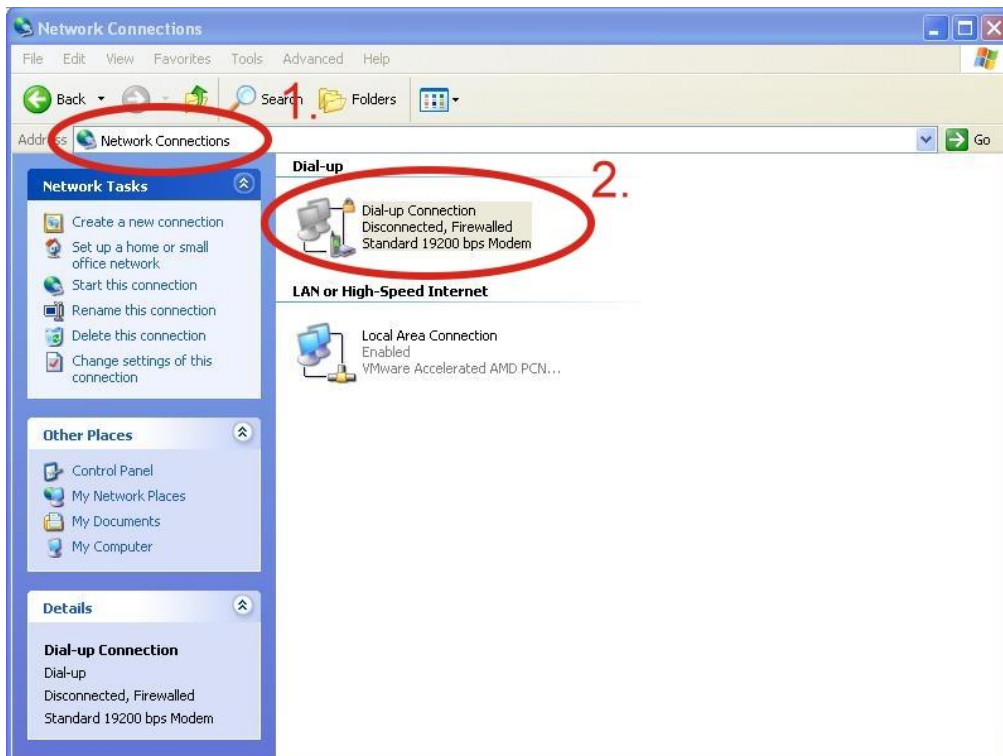 Network Connections
File Edit View Favorites Tools Advanced Help
Back Search Folders
1.
Address Network Connections Go
Network Tasks
Create a new connection
Set up a home or small
office network
Start this connection
Rename this connection
Delete this connection
Change settings of this
connection
Other Places
Control Panel
My Network Places
My Documents
My Computer
Details
Dial-up Connection
Dial-up
Disconnected, Firewalled
Standard 19200 bps Modem
Dial-up
2.
Dial-up Connection
Disconnected, Firewalled
Standard 19200 bps Modem
LAN or High-Speed Internet
Local Area Connection
Enabled
VMware Accelerated AMD PCN...